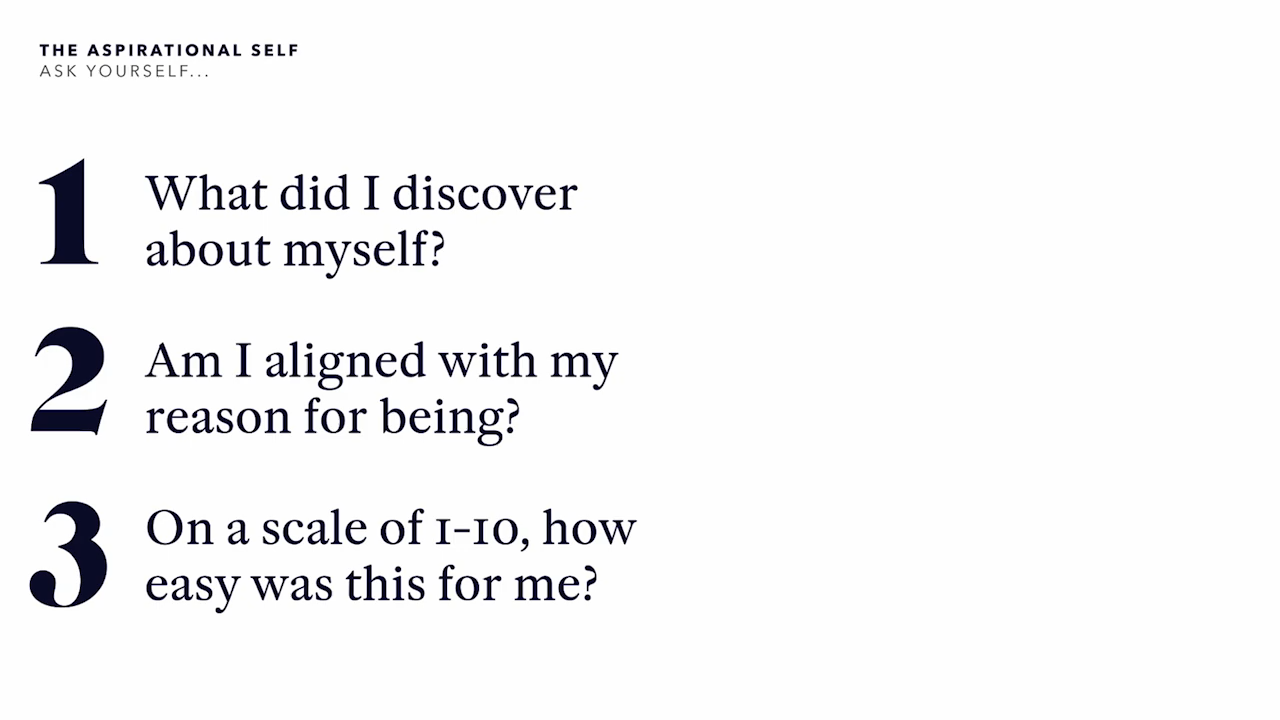 THE ASPIRATIONAL SELF
ASK YOURSELF...
1
What did I discover
about myself?
2
Am I aligned with my
reason for being?
3
On a scale of 1-10, how
easy was this for me?